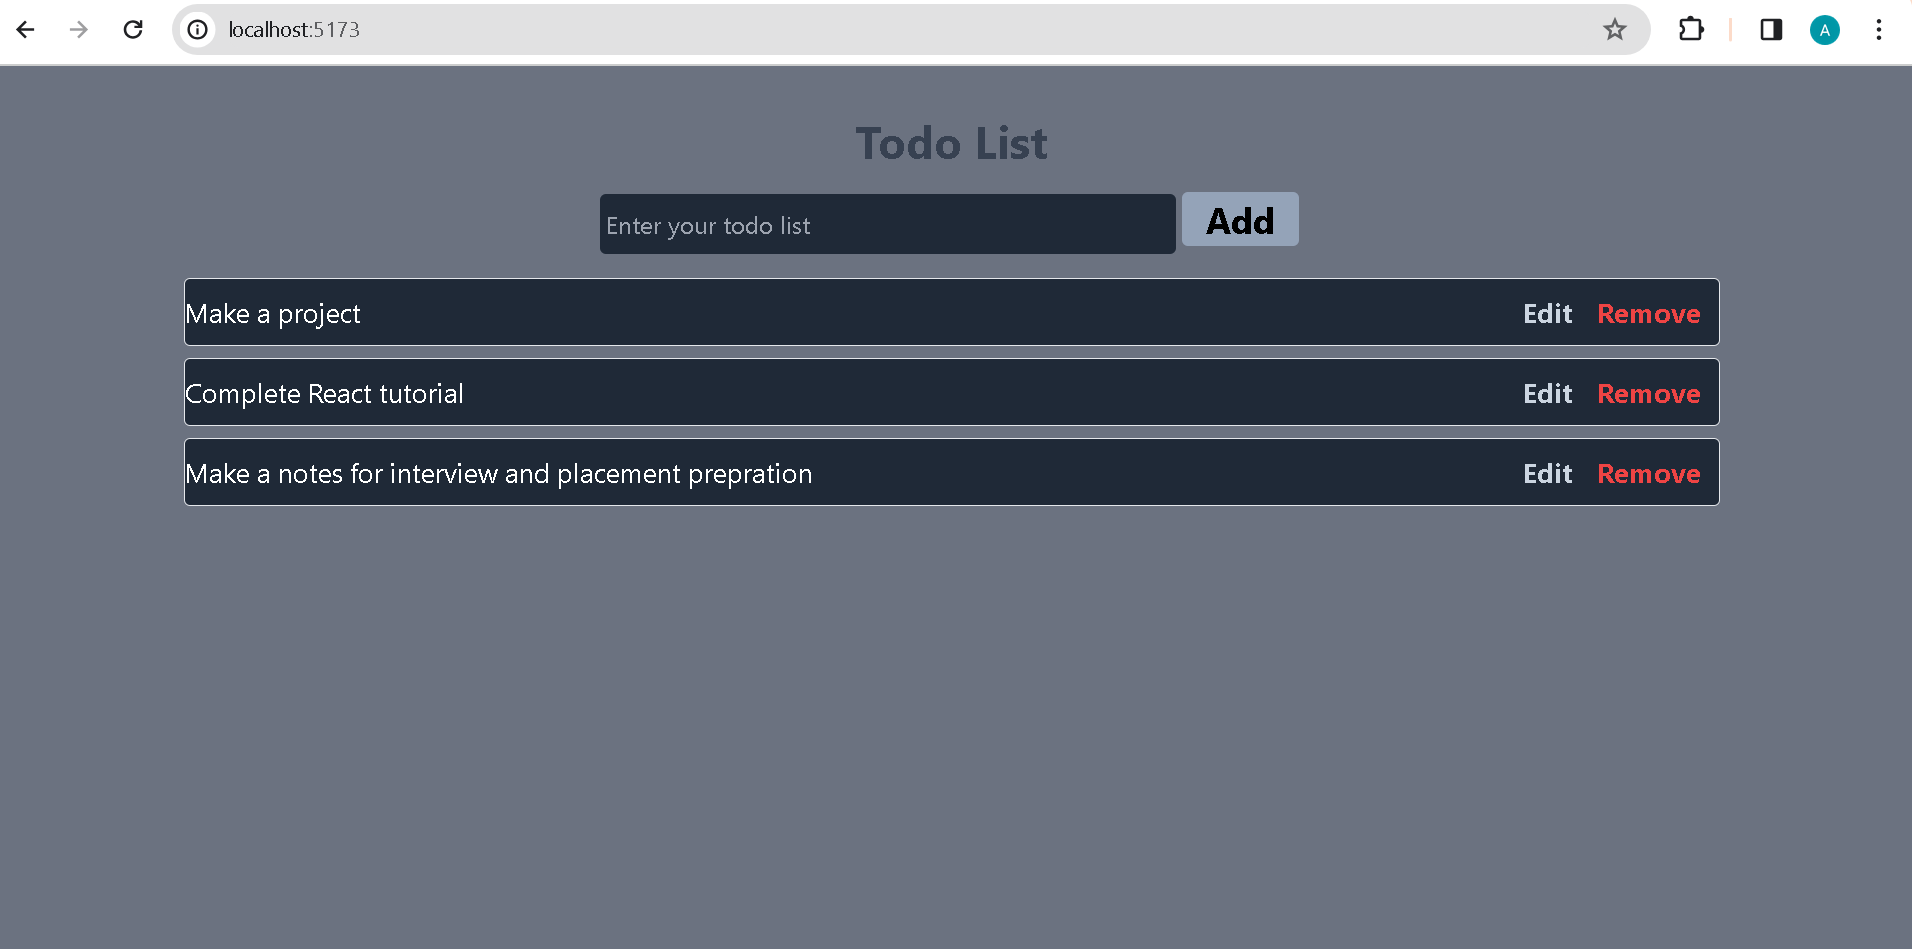 localhost:5173
A
Todo List
Enter your todo list Add
Make a project Edit Remove
Complete React tutorial Edit Remove
Make a notes for interview and placement prepration Edit Remove